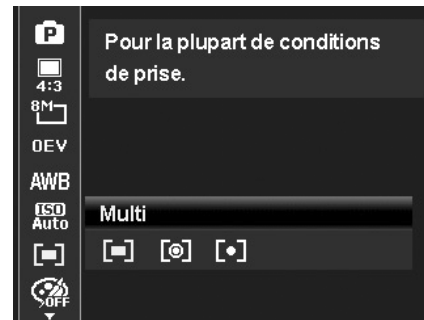 P
Pour la plupart de conditions
de prise.
4:3
8M
0EV
AWB
ISO
Auto
Multi
OFF